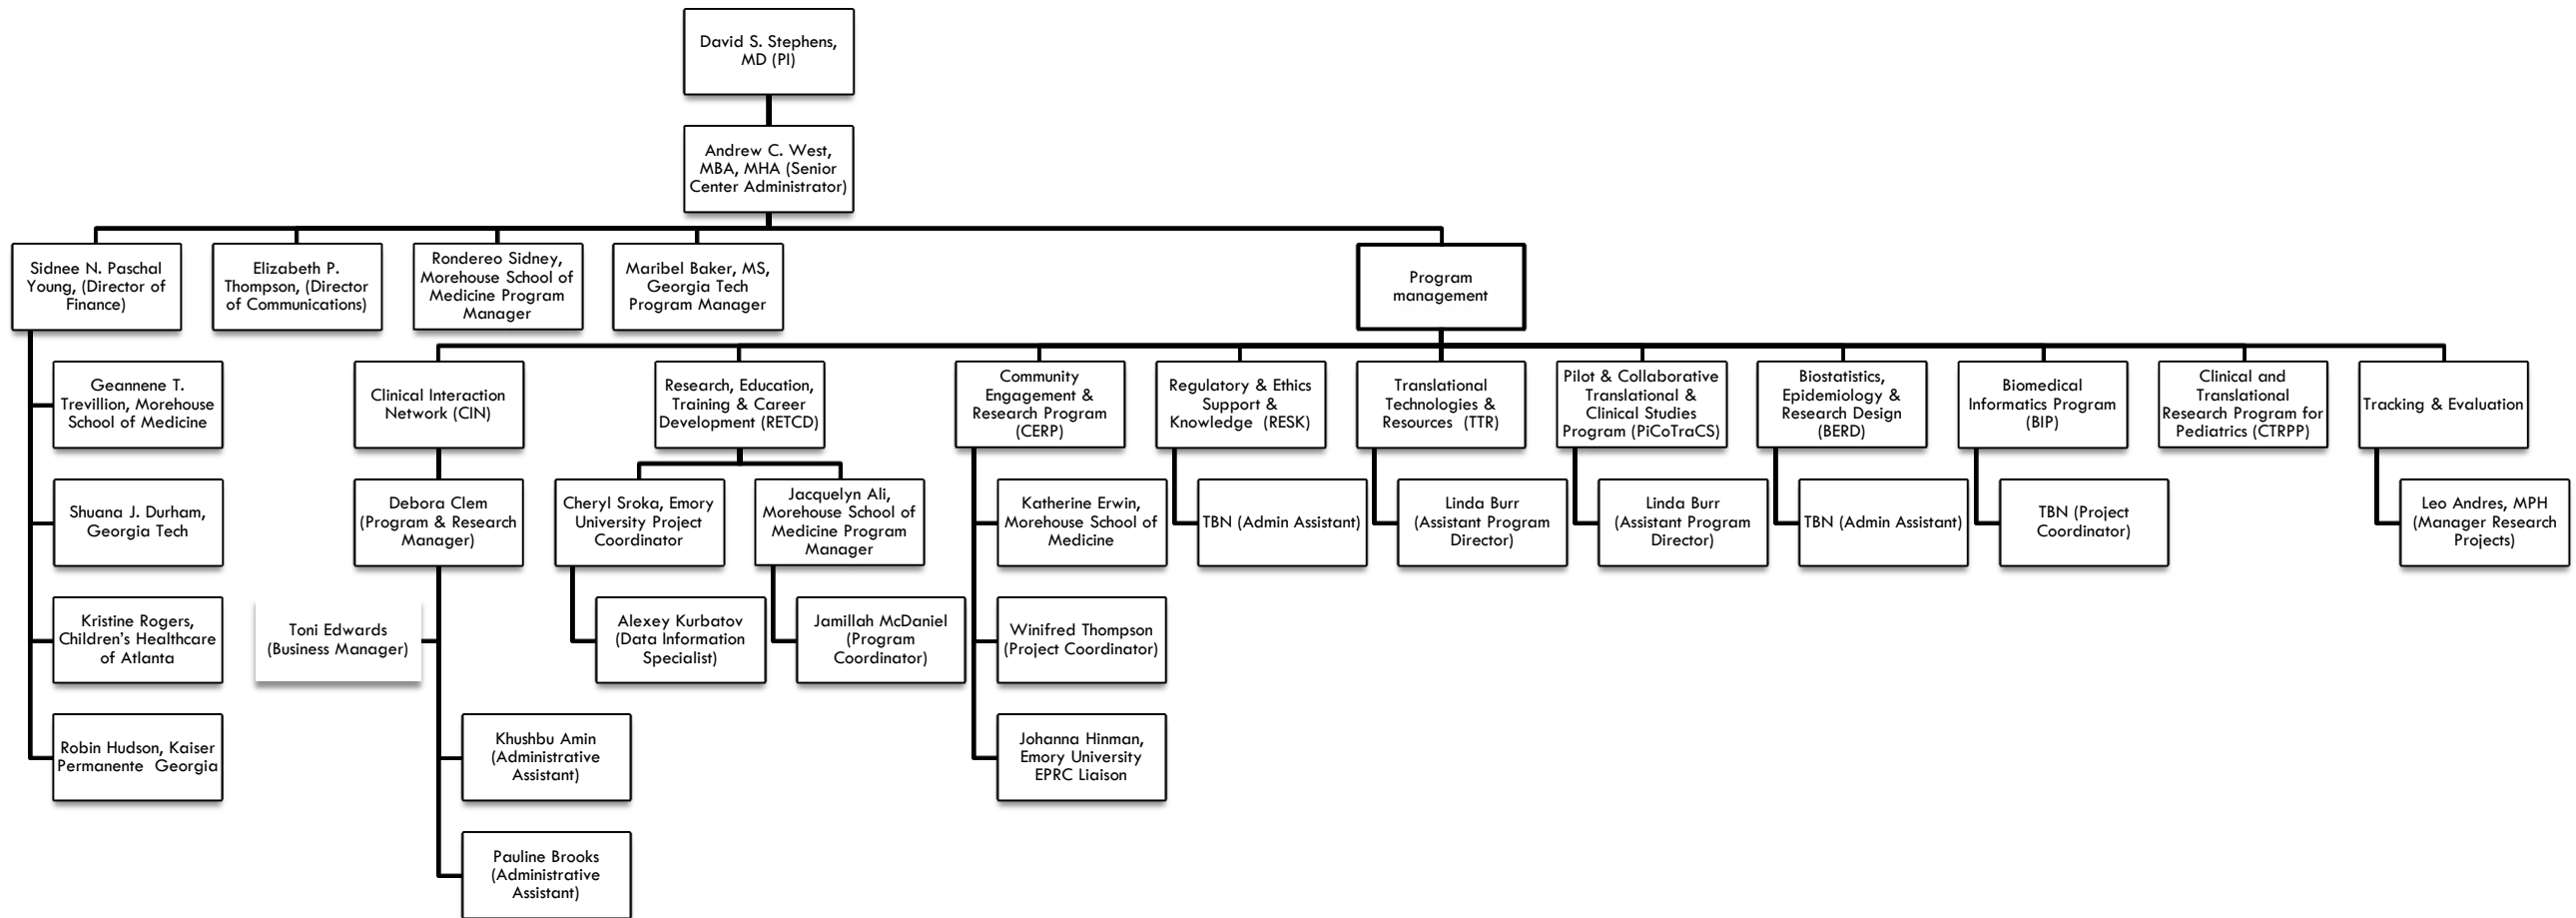 David S. Stephens,
MD (PI)
Andrew C. West,
MBA, MHA (Senior
Center Administrator)
Sidnee N. Paschal
Young, (Director of
Finance)
Elizabeth P.
Thompson, (Director
of Communications)
Rondereo Sidney,
Morehouse School of
Medicine Program
Manager
Maribel Baker, MS,
Georgia Tech
Program Manager
Program
management
Geannene T.
Trevillion, Morehouse
School of Medicine
Clinical Interaction
Network (CIN)
Research, Education,
Training & Career
Development (RETCD)
Community
Engagement &
Research Program
(CERP)
Regulatory & Ethics
Support &
Knowledge  (RESK)
Translational
Technologies &
Resources  (TTR)
Pilot & Collaborative
Translational &
Clinical Studies
Program (PiCoTraCS)
Biostatistics,
Epidemiology &
Research Design
(BERD)
Biomedical
Informatics Program
(BIP)
Clinical and
Translational
Research Program for
Pediatrics (CTRPP)
Tracking & Evaluation
Shuana J. Durham,
Georgia Tech
Debora Clem
(Program & Research
Manager)
Cheryl Sroka, Emory
University Project
Coordinator
Jacquelyn Ali,
Morehouse School of
Medicine Program
Manager
Katherine Erwin,
Morehouse School of
Medicine
TBN (Admin Assistant)
Linda Burr
(Assistant Program
Director)
Linda Burr
(Assistant Program
Director)
TBN (Admin Assistant)
TBN (Project
Coordinator)
Leo Andres, MPH
(Manager Research
Projects)
Kristine Rogers,
Children's Healthcare
of Atlanta
Toni Edwards
(Business Manager)
Alexey Kurbatov
(Data Information
Specialist)
Jamillah McDaniel
(Program
Coordinator)
Winifred Thompson
(Project Coordinator)
Robin Hudson, Kaiser
Permanente  Georgia
Khushbu Amin
(Administrative
Assistant)
Johanna Hinman,
Emory University
EPRC Liaison
Pauline Brooks
(Administrative
Assistant)